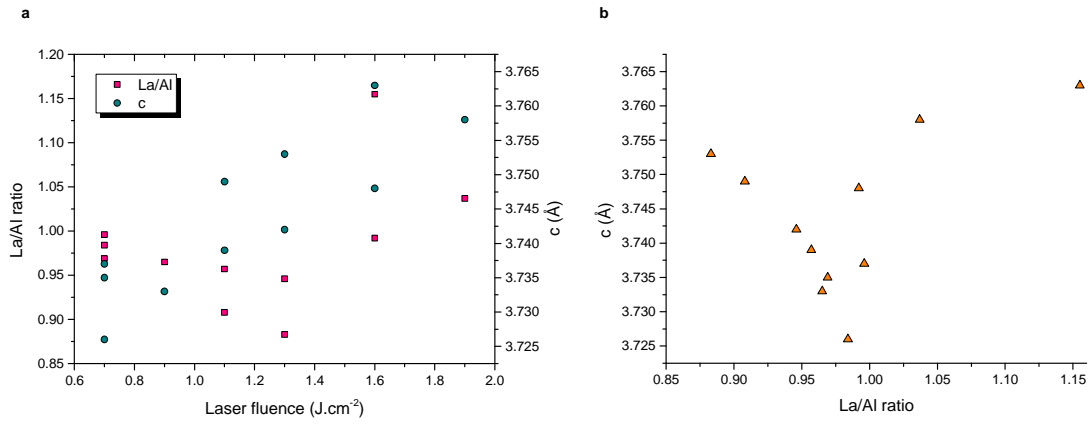 a
1.20
1.15
1.10
1.05
1.00
0.95
0.90
0.85
La/Al ratio
La/Al
c
3.765
3.760
3.755
3.750
3.745
3.740
3.735
3.730
3.725
c (Å)
0.6 0.8 1.0 1.2 1.4 1.6 1.8 2.0
Laser fluence (J.cm-2)
b
3.765
3.760
3.755
3.750
3.745
3.740
3.735
3.730
3.725
c (Å)
0.85 0.90 0.95 1.00 1.05 1.10 1.15
La/Al ratio